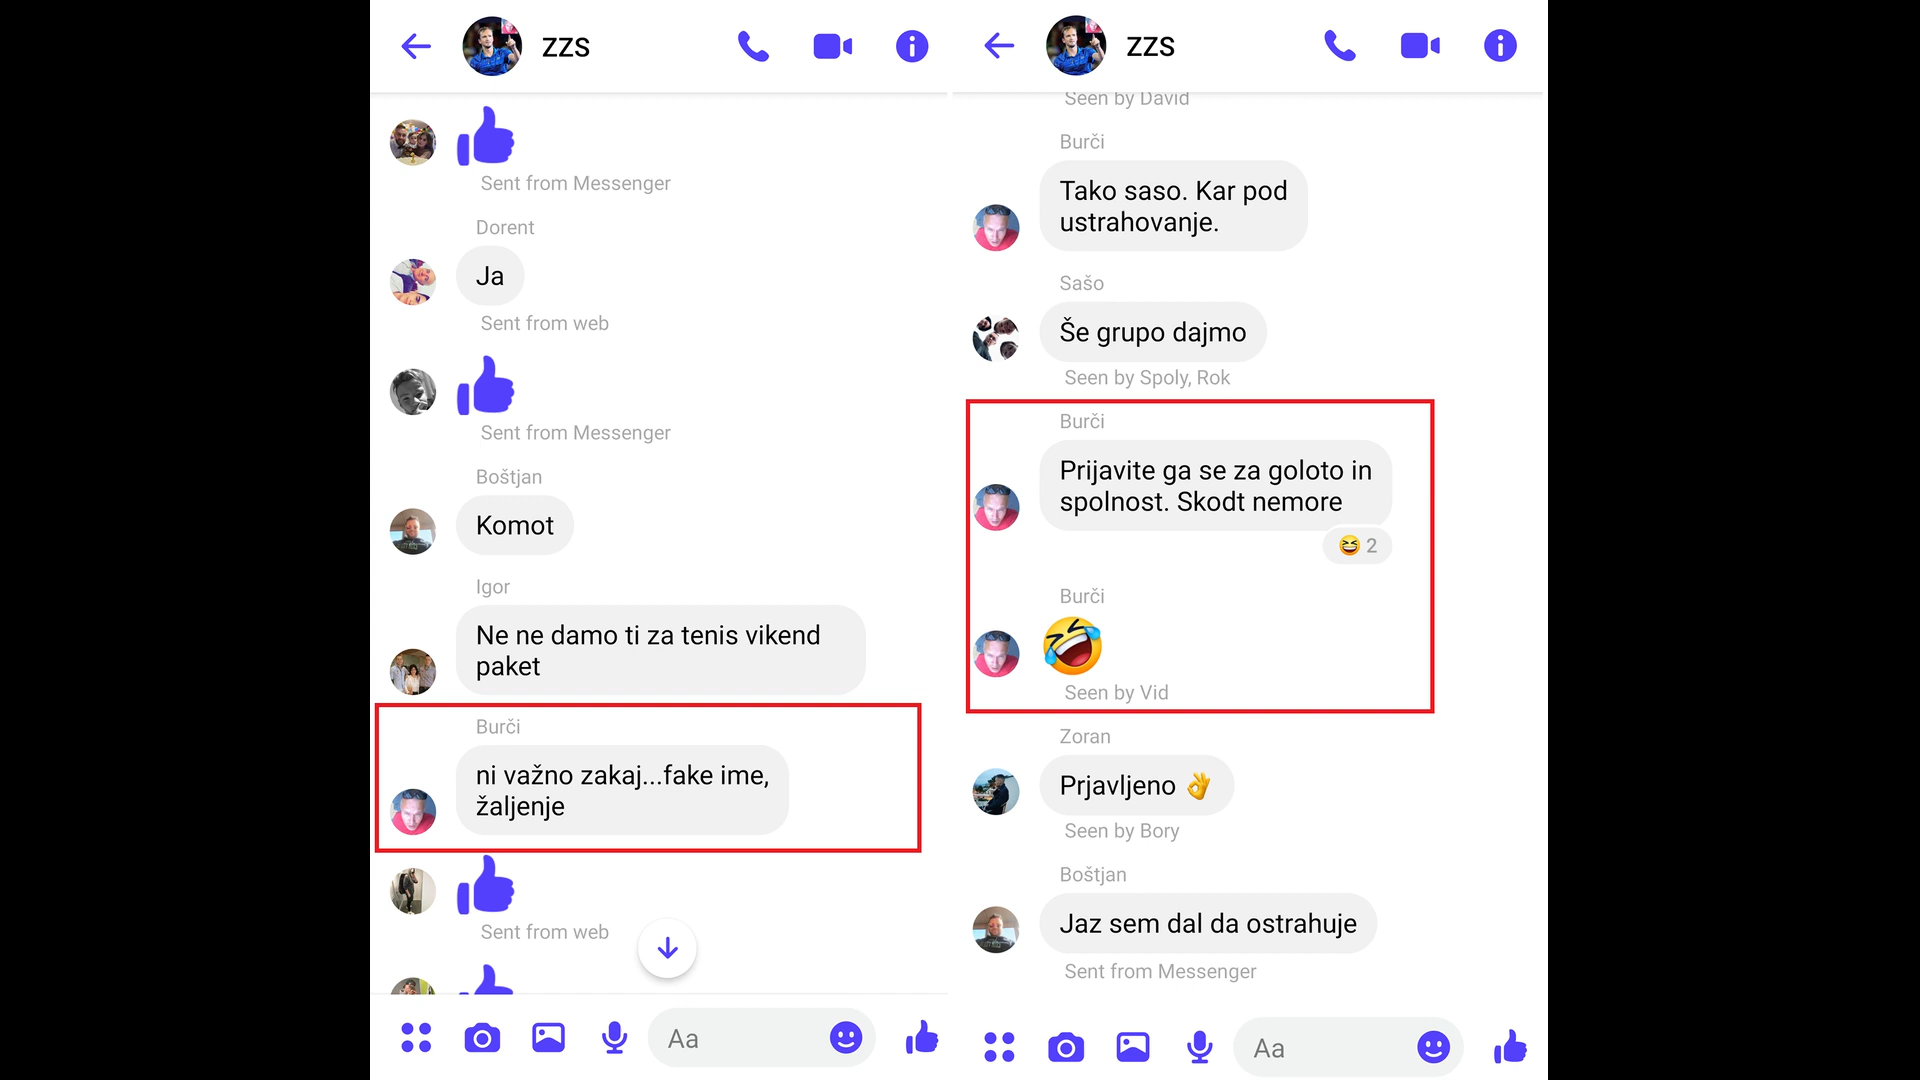 ZZS
Sent from Messenger
Dorent
Ja
Sent from web
Sent from Messenger
Boštjan
Komot
Igor
Ne ne damo ti za tenis vikend
paket
Burči
ni važno zakaj...fake ime,
žaljenje
Sent from web
Aa
ZZS
Seen by David
Burči
Tako saso. Kar pod
ustrahovanje.
Sašo
Še grupo dajmo
Seen by Spoly, Rok
Burči
Prijavite ga se za goloto in
spolnost. Skodt nemore
😆 2
Burči
🤣
Seen by Vid
Zoran
Prjavljeno 👌
Seen by Bory
Boštjan
Jaz sem dal da ostrahuje
Sent from Messenger
Aa